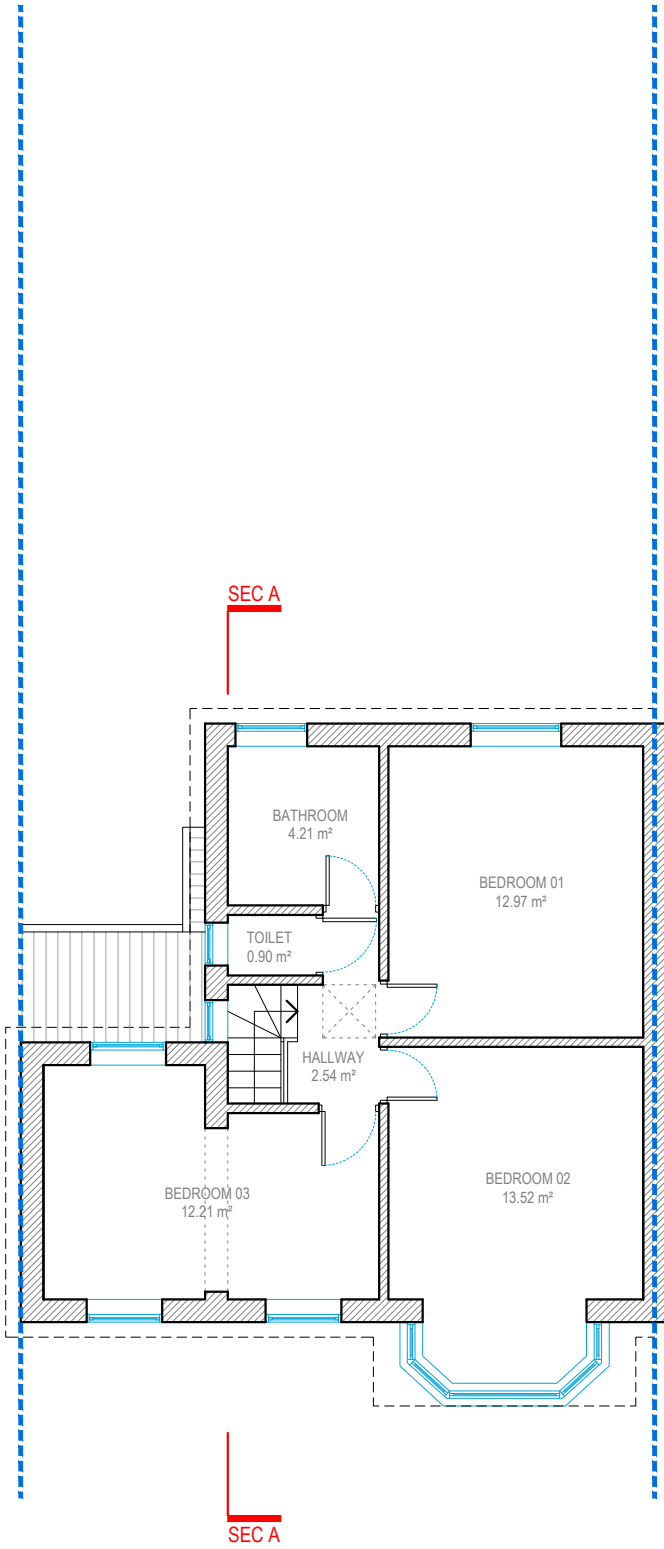 SEC A
BATHROOM
4.21 m²
BEDROOM 01
12.97 m²
TOILET
0.90 m²
HALLWAY
2.54 m²
BEDROOM 02
13.52 m²
BEDROOM 03
12.21 m²
SEC A